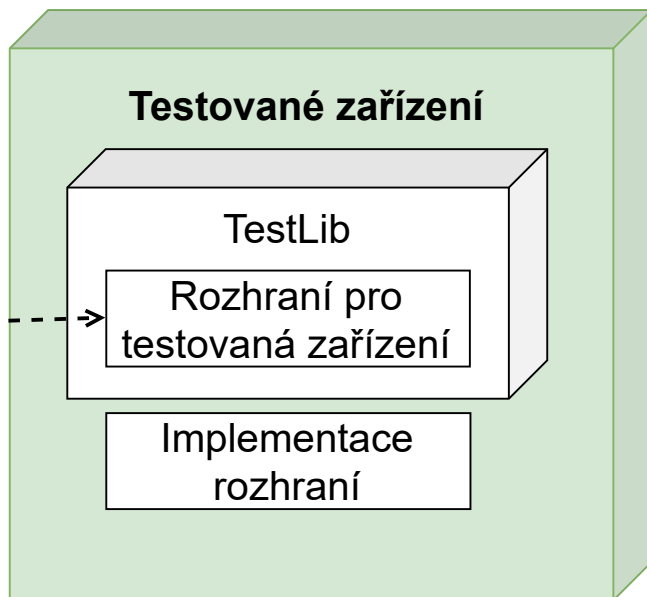 Testované zařízení
TestLib
Rozhraní pro
testovaná zařízení
Implementace
rozhraní